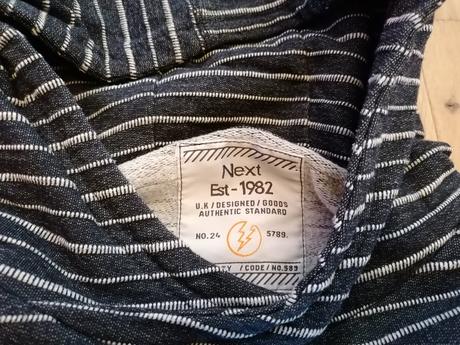 Next
Est-1982
U.K / DESIGNED / GOODS
AUTHENTIC STANDARD
NO.24 5789.
/ CODE / NO.589